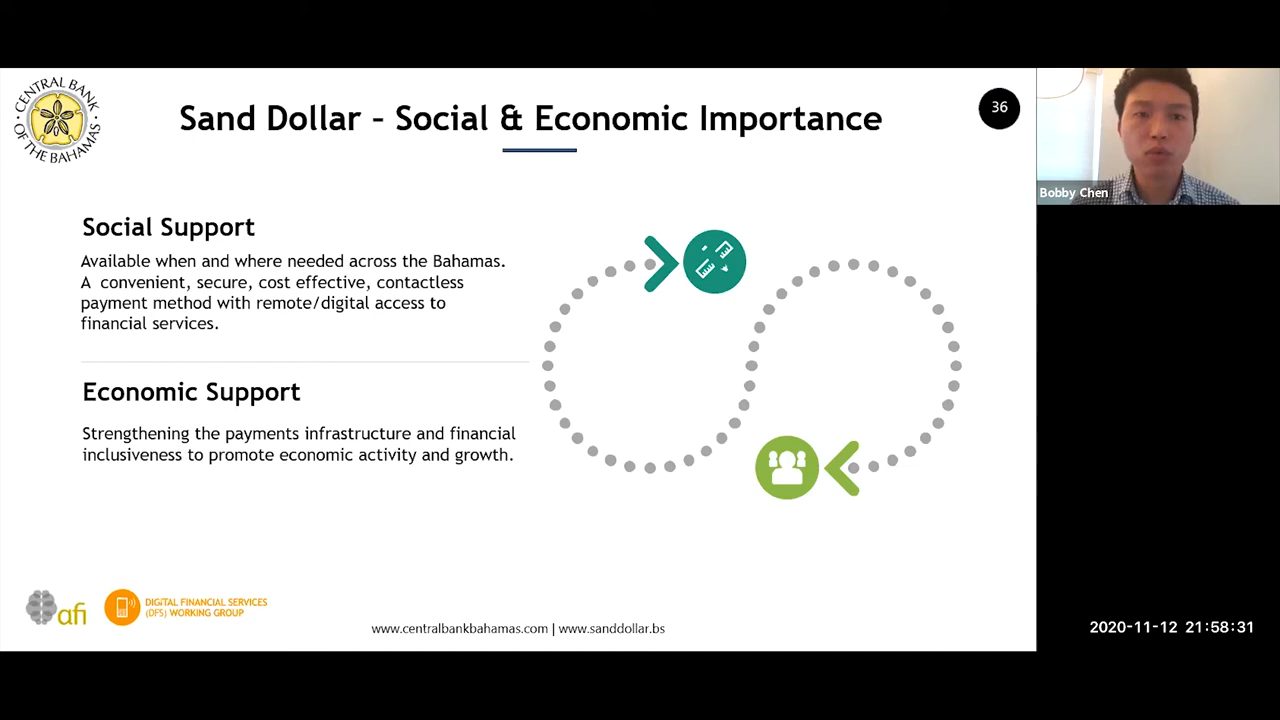 CENTRAL BANK
OF THE BAHAMAS
Sand Dollar – Social & Economic Importance
36
Bobby Chen
Social Support
Available when and where needed across the Bahamas.
A convenient, secure, cost effective, contactless
payment method with remote/digital access to
financial services.
Economic Support
Strengthening the payments infrastructure and financial
inclusiveness to promote economic activity and growth.
afi
DIGITAL FINANCIAL SERVICES
(DFS) WORKING GROUP
www.centralbankbahamas.com | www.sanddollar.bs
2020-11-12 21:58:31